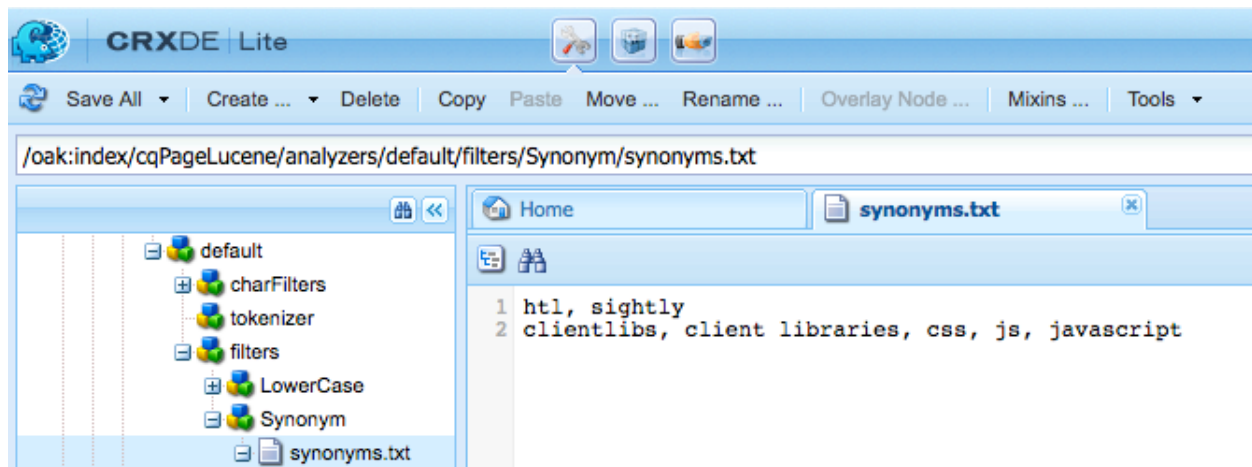 CRXDE Lite
Save All Create ... Delete Copy Paste Move ... Rename ... Overlay Node ... Mixins ... Tools
/oak:index/cqPageLucene/analyzers/default/filters/Synonym/synonyms.txt
Home synonyms.txt
default
charFilters
tokenizer
filters
LowerCase
Synonym
synonyms.txt
1 htl, sightly
2 clientlibs, client libraries, css, js, javascript